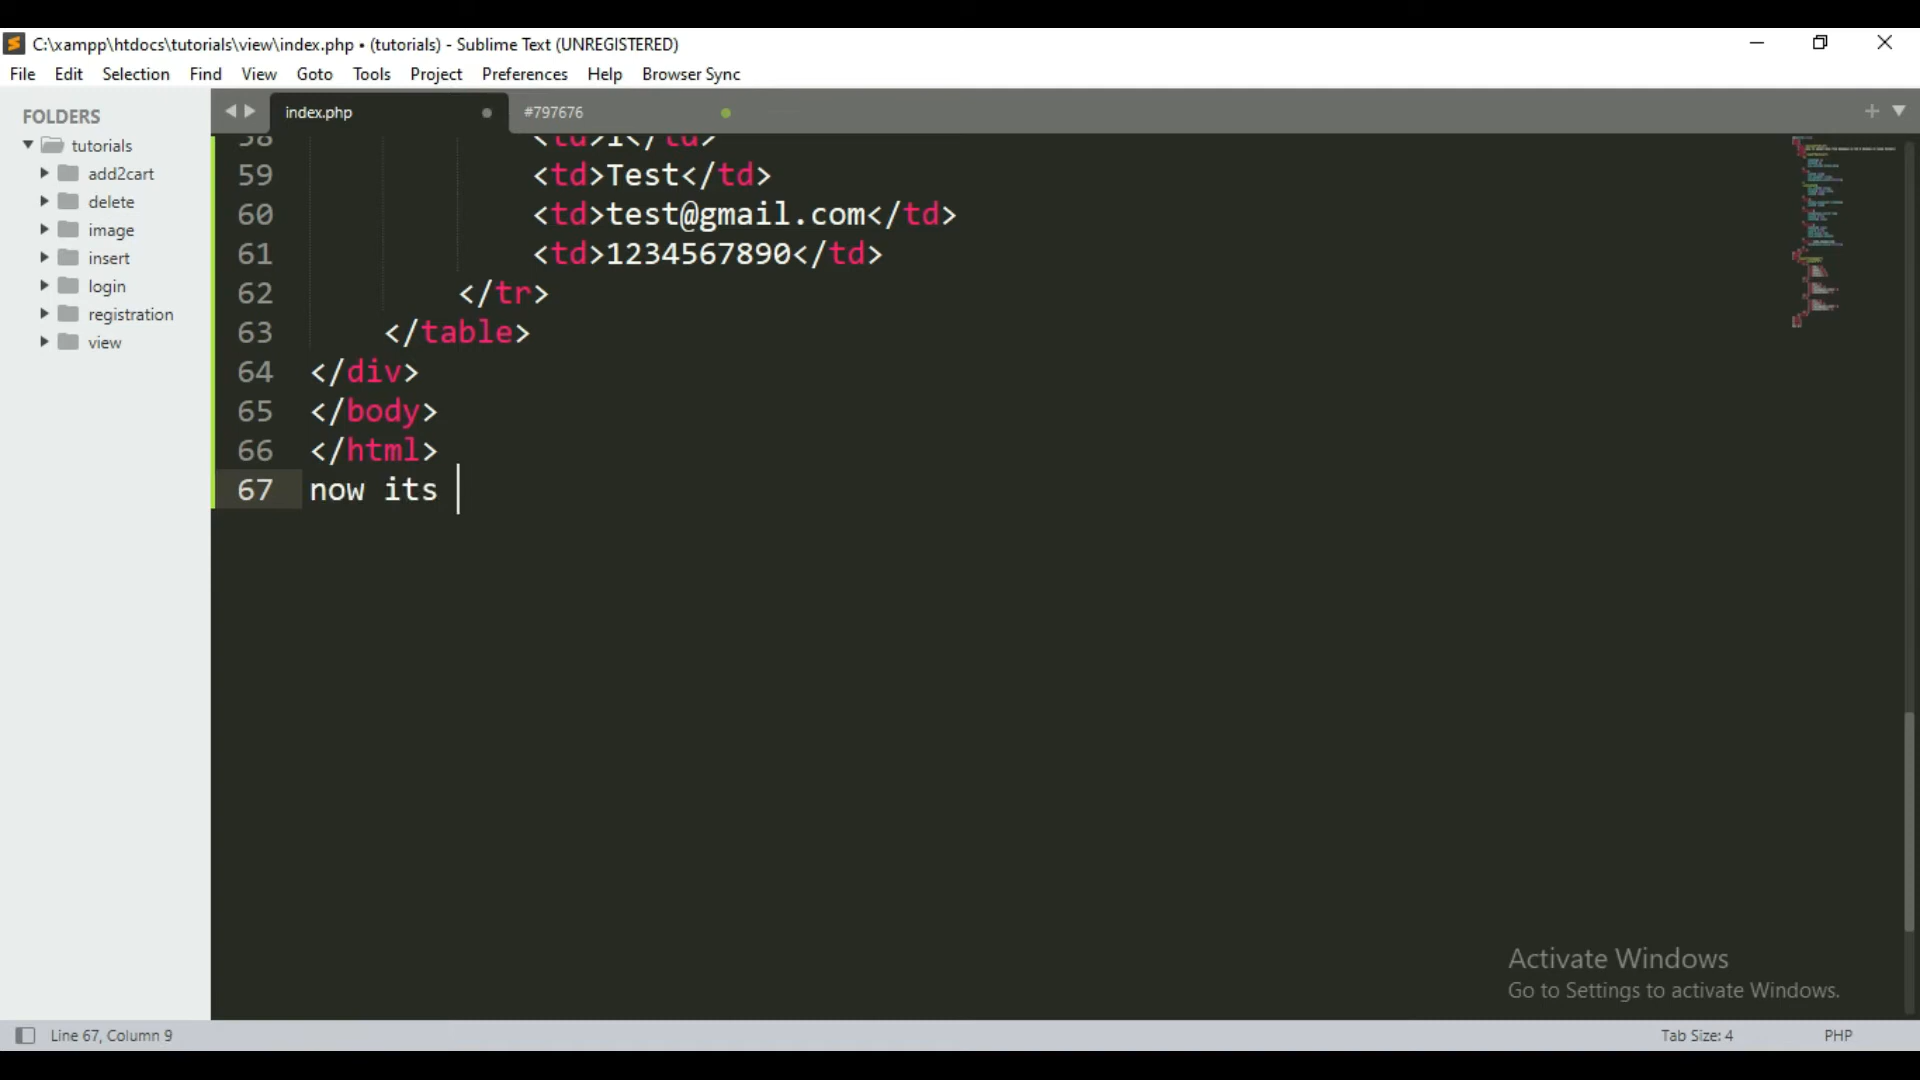 C:\xampp\htdocs\tutorials\view\index.php • (tutorials) - Sublime Text (UNREGISTERED)
File Edit Selection Find View Goto Tools Project Preferences Help Browser Sync
FOLDERS
tutorials
add2cart
delete
image
insert
login
registration
view
index.php
#797676
58 <td>1</td>
59 <td>Test</td>
60 <td>test@gmail.com</td>
61 <td>1234567890</td>
62 </tr>
63 </table>
64 </div>
65 </body>
66 </html>
67 now its
Activate Windows
Go to Settings to activate Windows.
Line 67, Column 9
Tab Size: 4
PHP